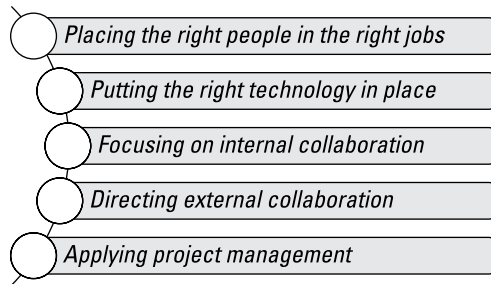 Placing the right people in the right jobs
Putting the right technology in place
Focusing on internal collaboration
Directing external collaboration
Applying project management